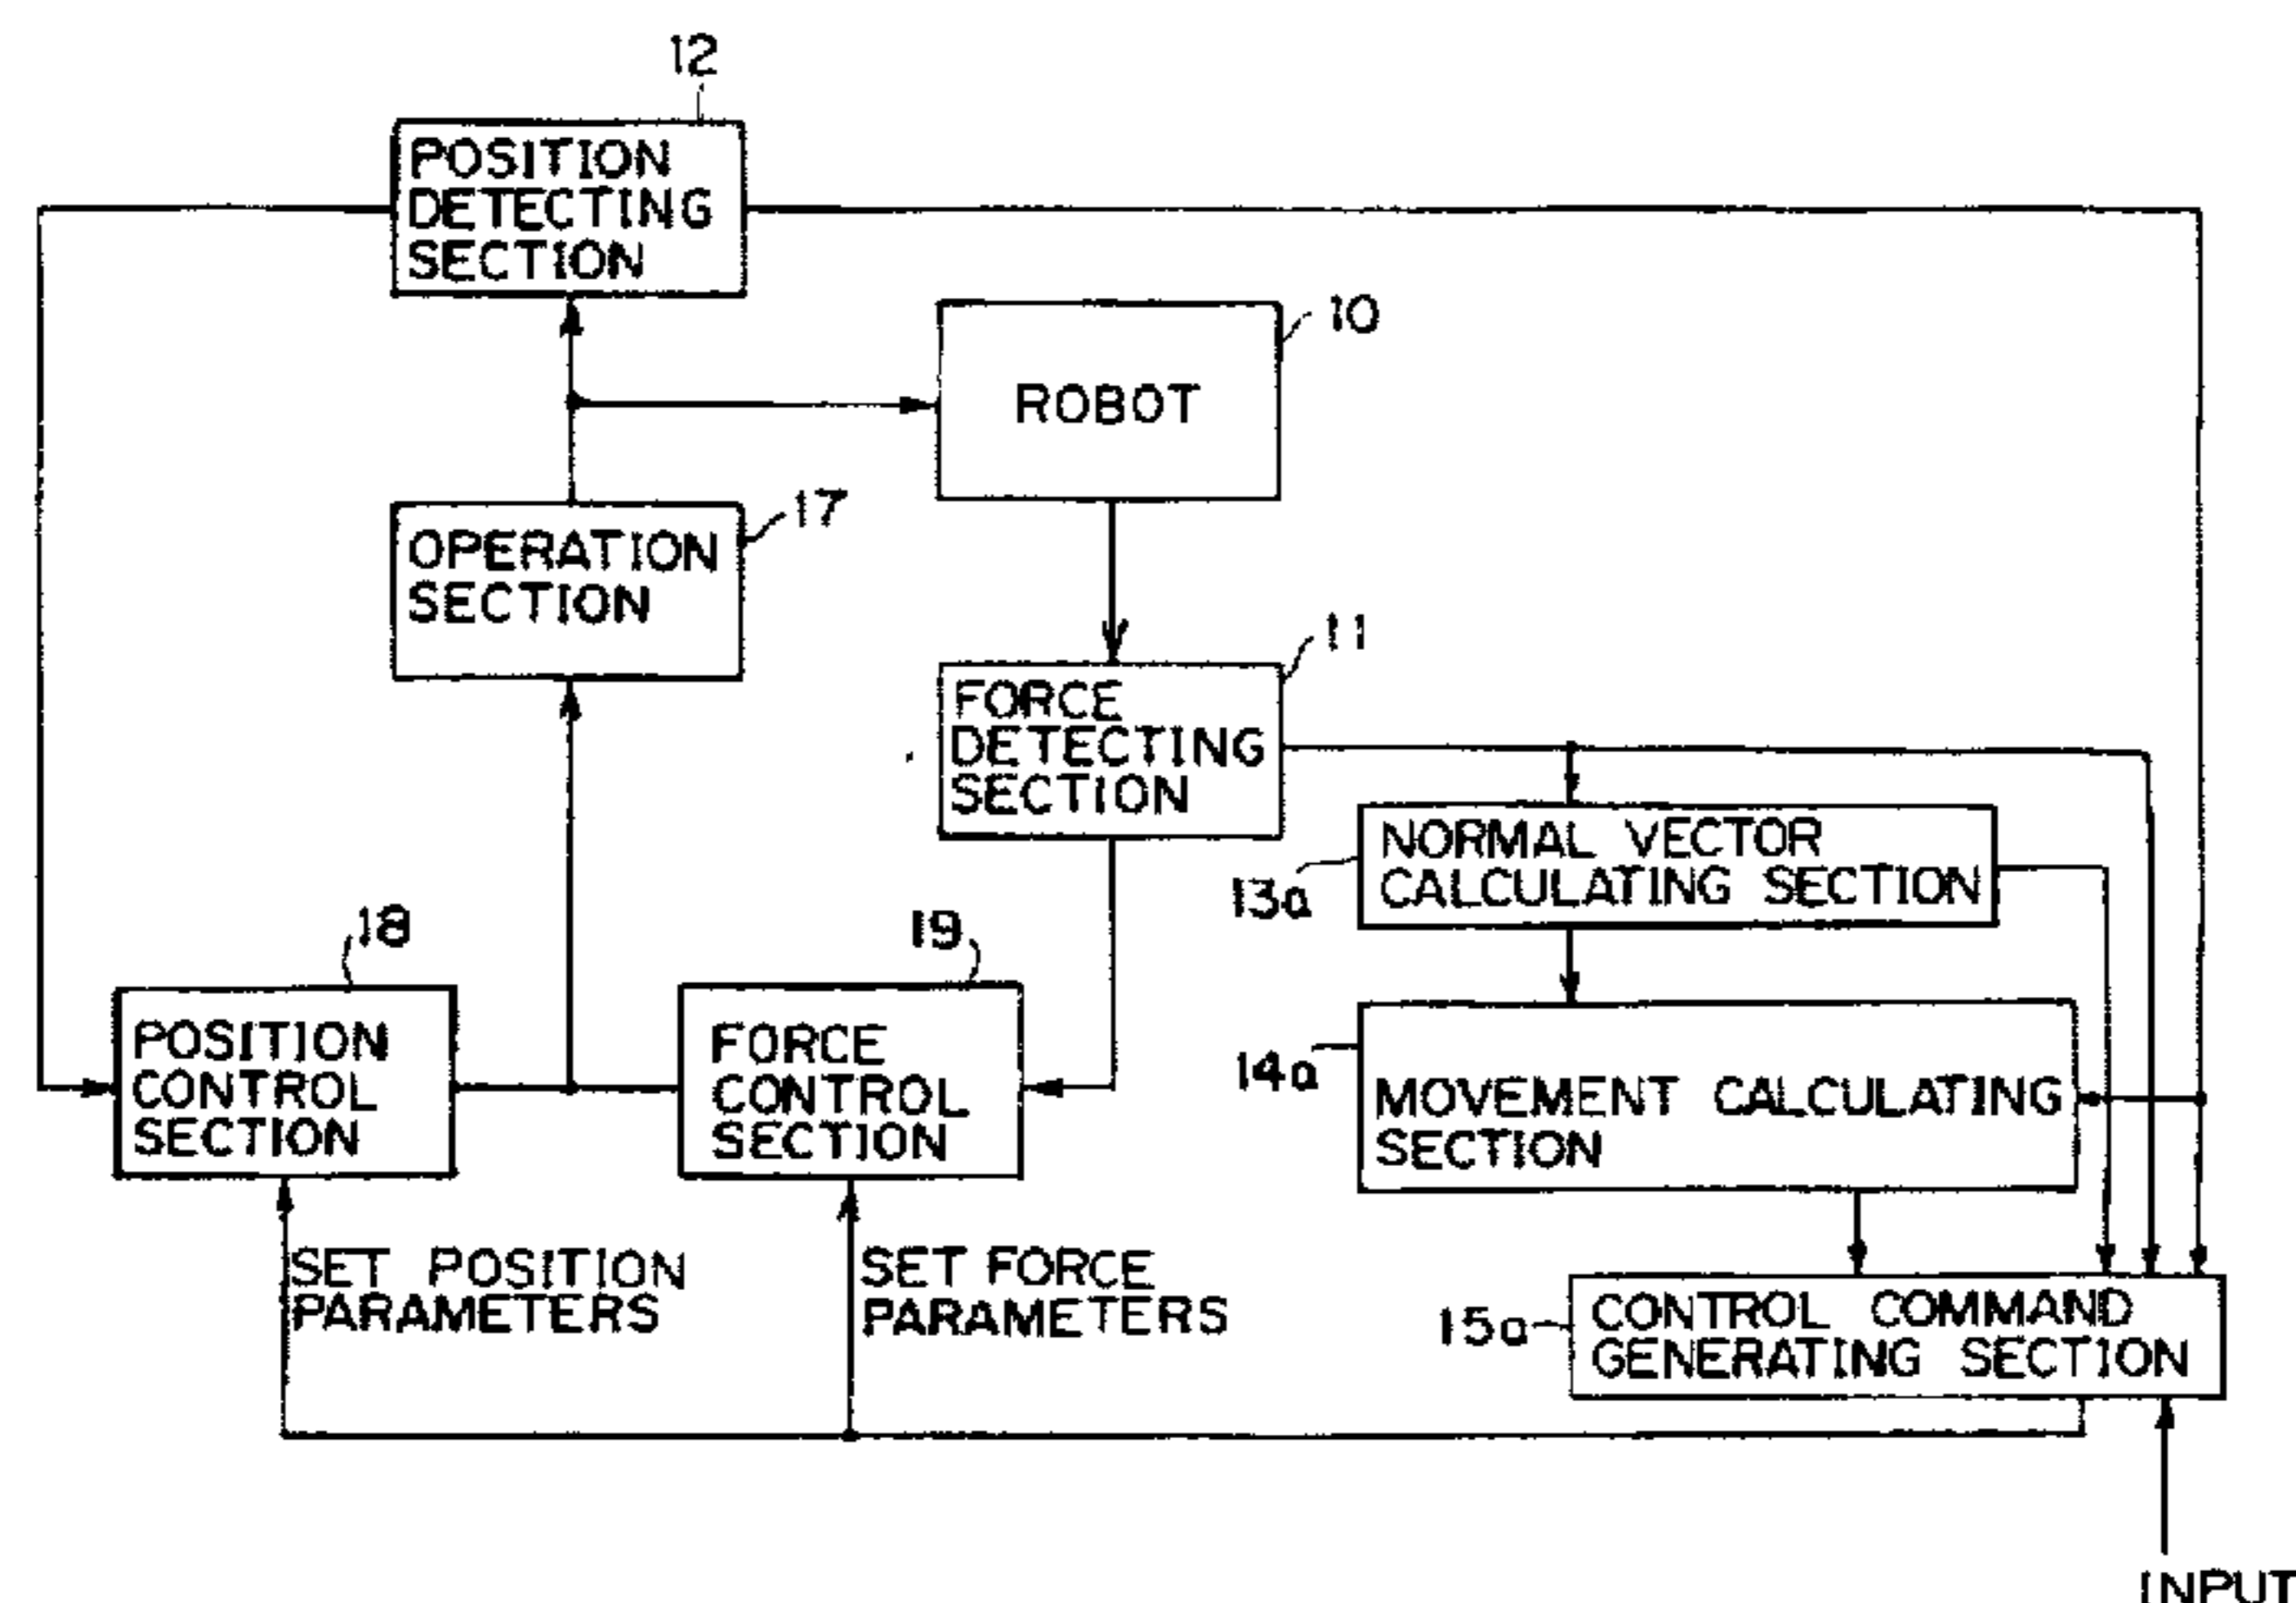 12
POSITION
DETECTING
SECTION
10
ROBOT
17
OPERATION
SECTION
11
FORCE
DETECTING
SECTION
13a
NORMAL VECTOR
CALCULATING SECTION
18
19
POSITION
CONTROL
SECTION
FORCE
CONTROL
SECTION
14a
MOVEMENT CALCULATING
SECTION
SET POSITION
PARAMETERS
SET FORCE
PARAMETERS
15a
CONTROL COMMAND
GENERATING SECTION
INPUT